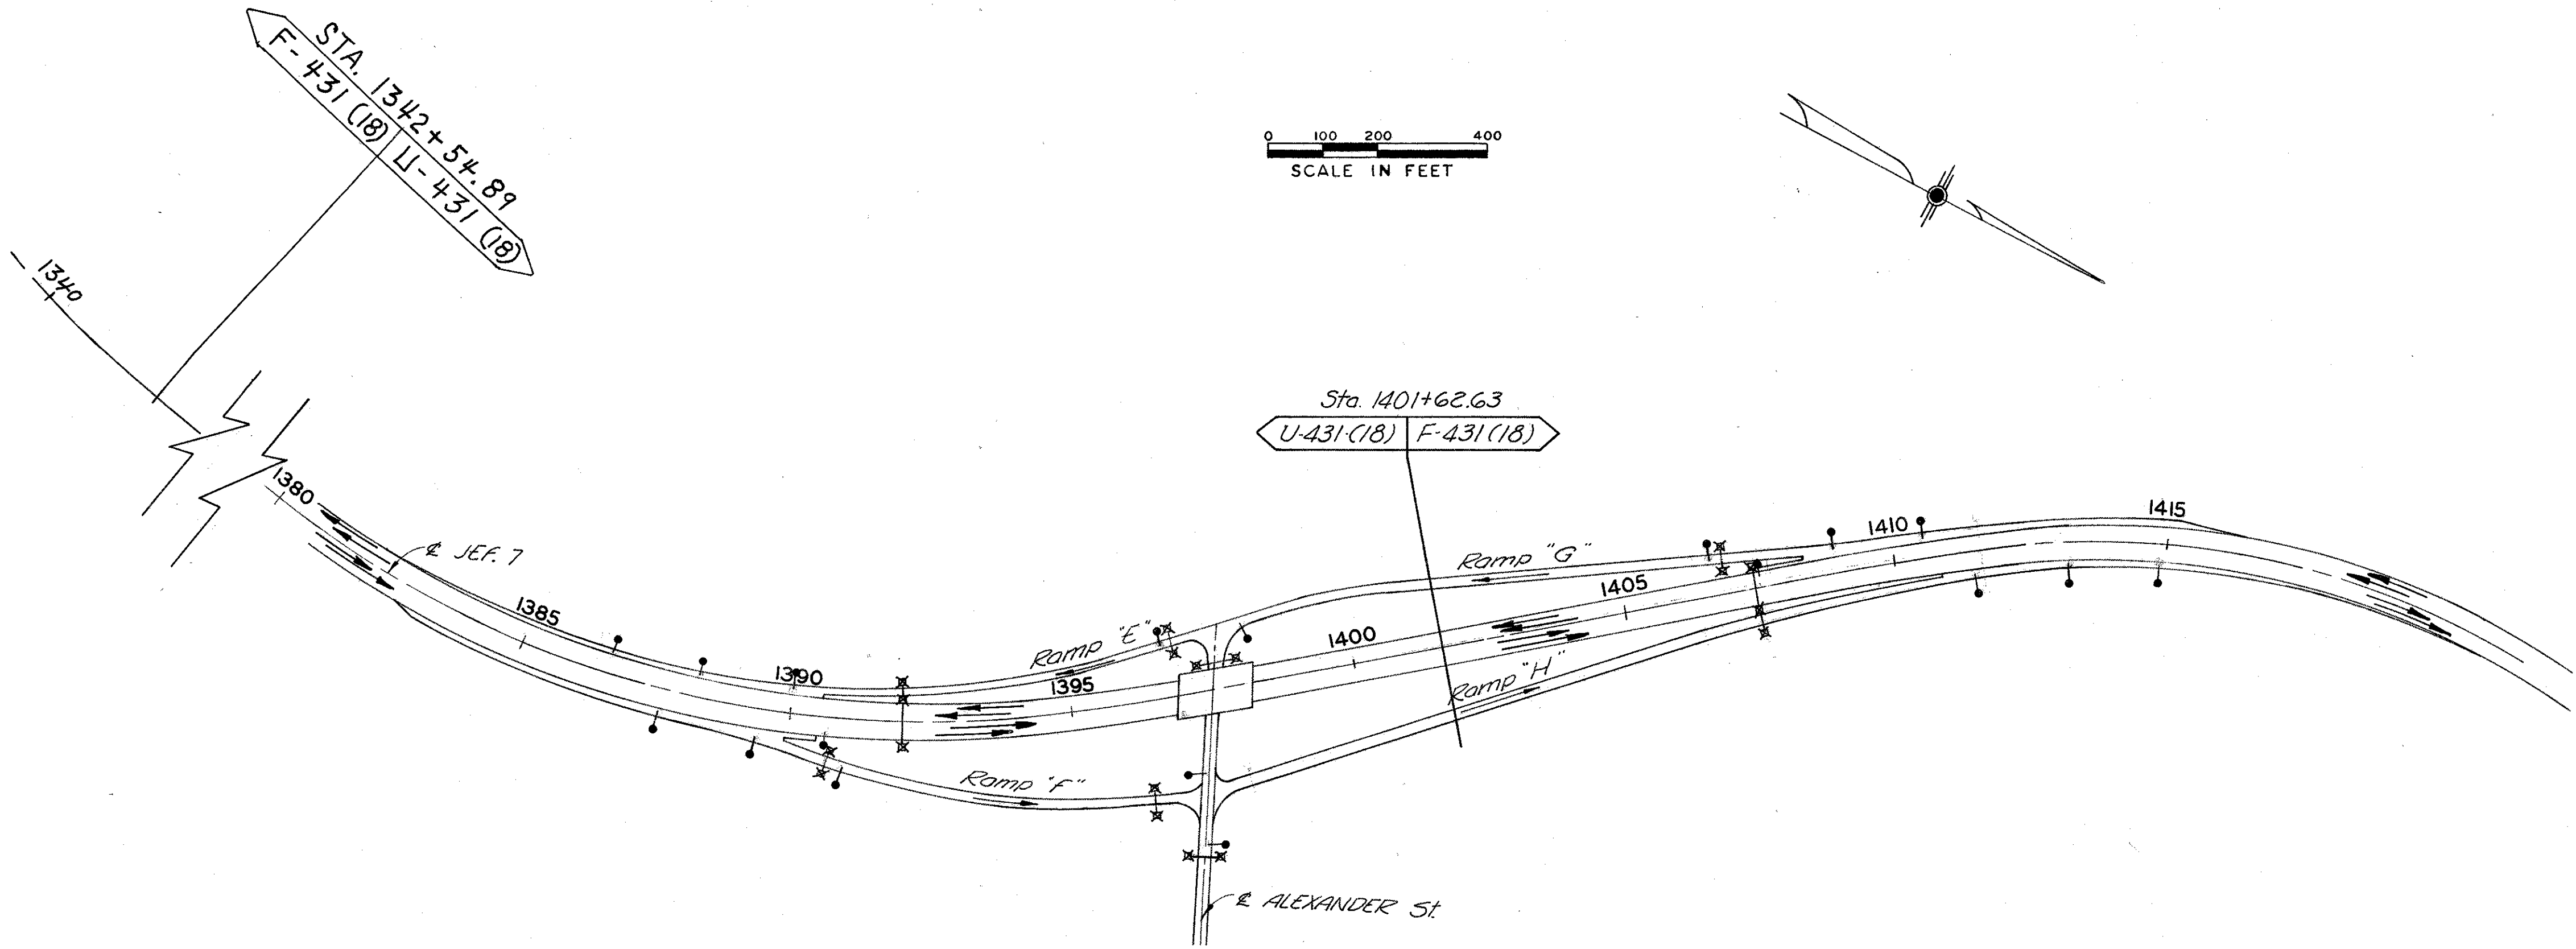 STA. 1342+54.89
F-431 (18) U-431 (18)
1340
0 100 200 400
SCALE IN FEET
Sta. 1401+62.63
U-431-(18) F-431 (18)
1380
℄ JEF. 7
1385
1390
1395
1400
1405
1410
1415
Ramp "E"
Ramp "G"
Ramp "F"
Ramp "H"
℄ ALEXANDER St.